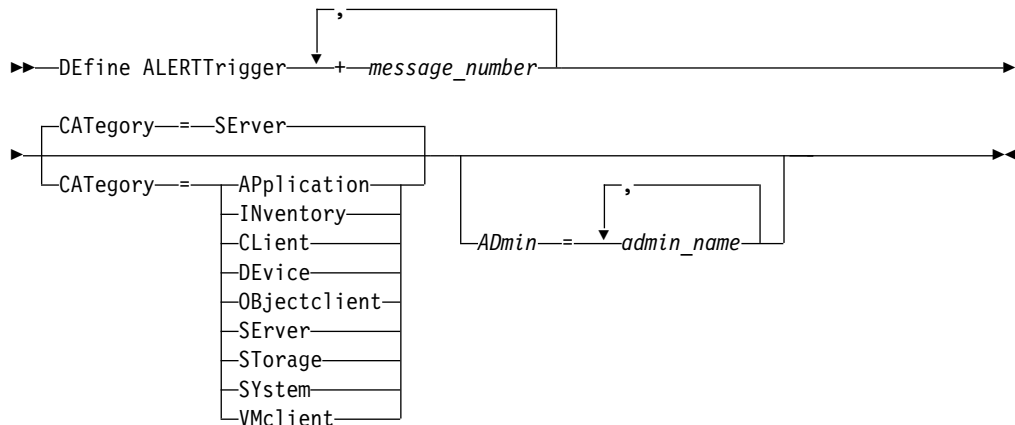 ,
DEfine ALERTTrigger + message_number
CATegory = SErver
CATegory = APplication
INventory
CLient
DEvice
OBjectclient
SErver
STorage
SYstem
VMclient
,
ADmin = admin_name